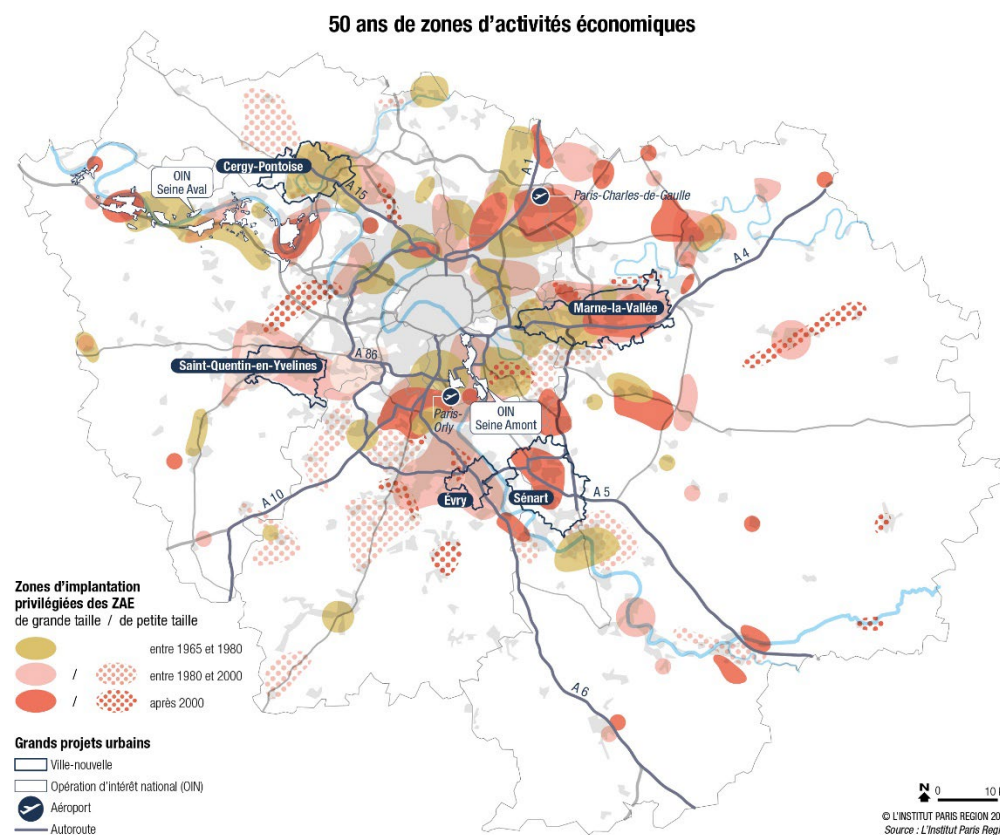 50 ans de zones d'activités économiques
Cergy-Pontoise
OIN
Seine Aval
A 15
A 1
Paris-Charles-de-Gaulle
A 4
Marne-la-Vallée
A 86
Saint-Quentin-en-Yvelines
Paris-
Orly
OIN
Seine Amont
Évry
Sénart
A 5
A 10
A 6
Zones d'implantation
privilégiées des ZAE
de grande taille / de petite taille
entre 1965 et 1980
/ entre 1980 et 2000
/ après 2000
Grands projets urbains
Ville-nouvelle
Opération d'intérêt national (OIN)
Aéroport
Autoroute
N
0 10
© L'INSTITUT PARIS REGION 20
Source : L'Institut Paris Regi